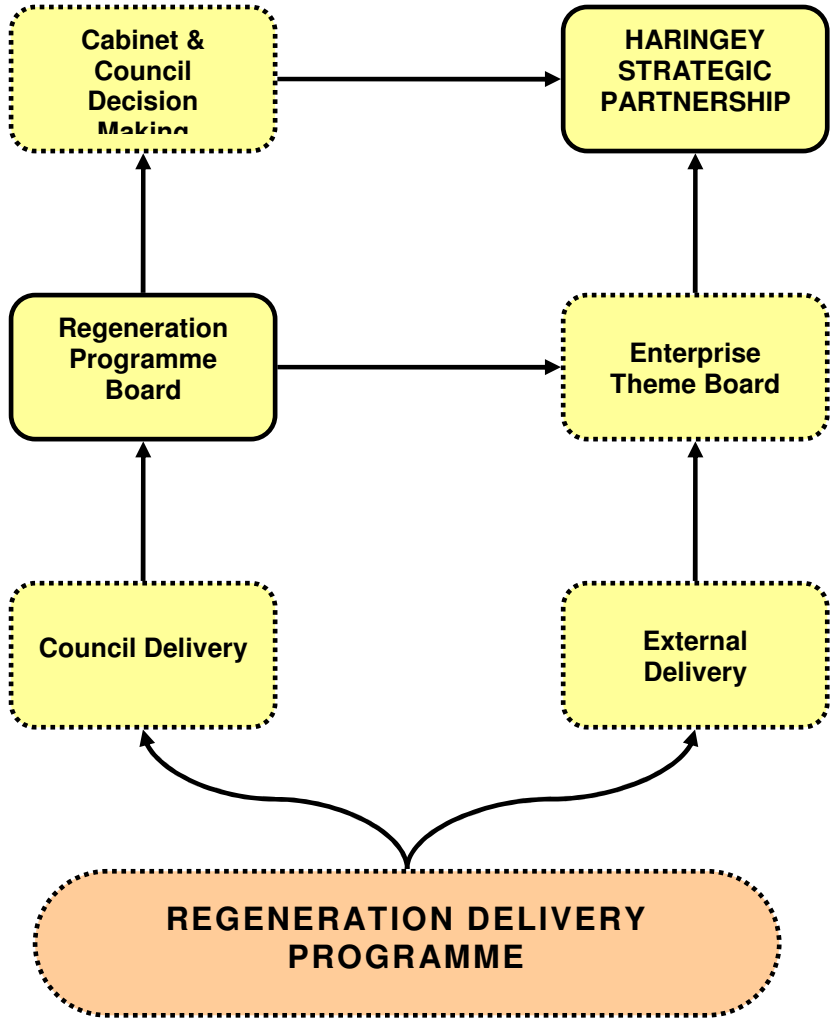 Cabinet &
Council
Decision
Making
HARINGEY
STRATEGIC
PARTNERSHIP
Regeneration
Programme
Board
Enterprise
Theme Board
Council Delivery
External
Delivery
REGENERATION DELIVERY
PROGRAMME